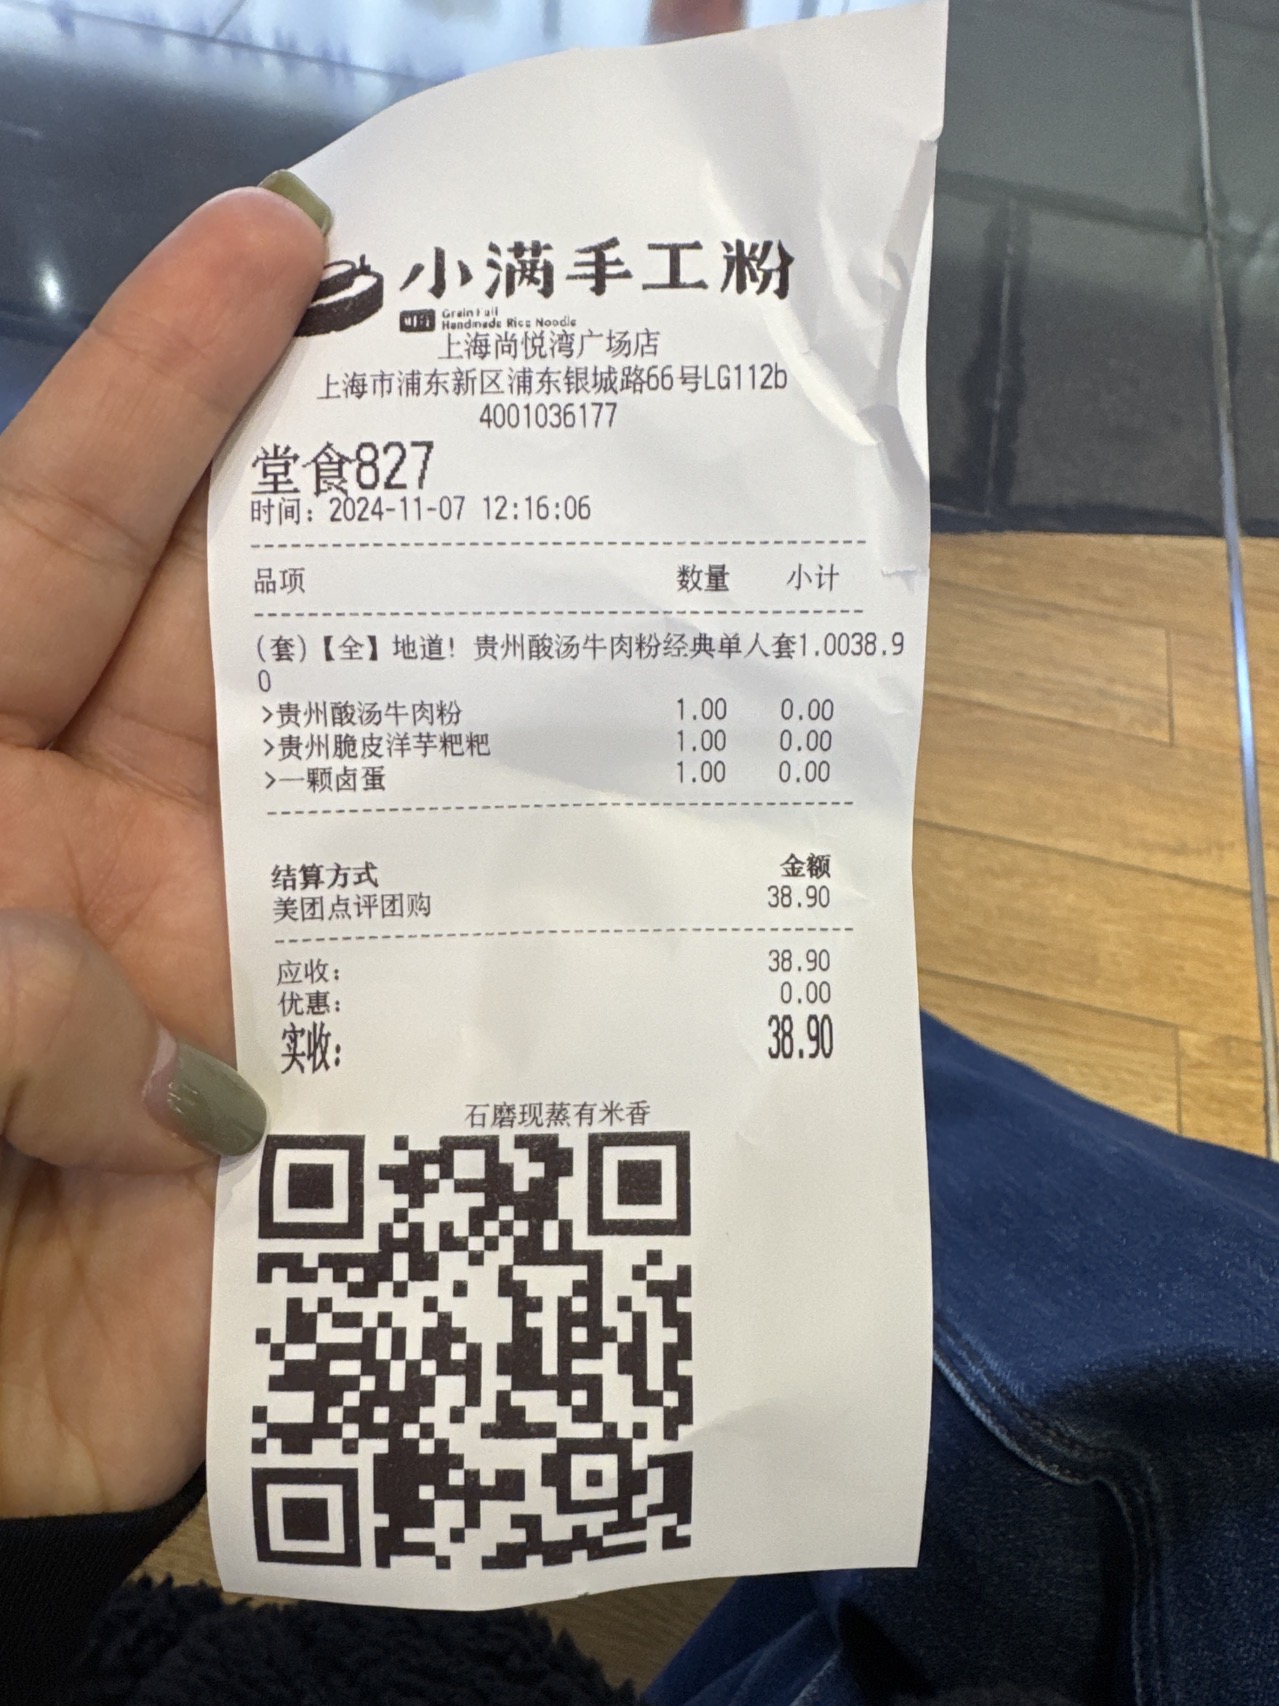 小满手工粉
Grain Full
Handmade Rice Noodle
上海尚悦湾广场店
上海市浦东新区浦东银城路66号LG112b
4001036177
堂食827
时间：2024-11-07 12:16:06
品项 数量 小计
(套)【全】地道！贵州酸汤牛肉粉经典单人套1.0038.9
0
>贵州酸汤牛肉粉 1.00 0.00
>贵州脆皮洋芋粑粑 1.00 0.00
>一颗卤蛋 1.00 0.00
结算方式 金额
美团点评团购 38.90
应收： 38.90
优惠： 0.00
实收： 38.90
石磨现蒸有米香